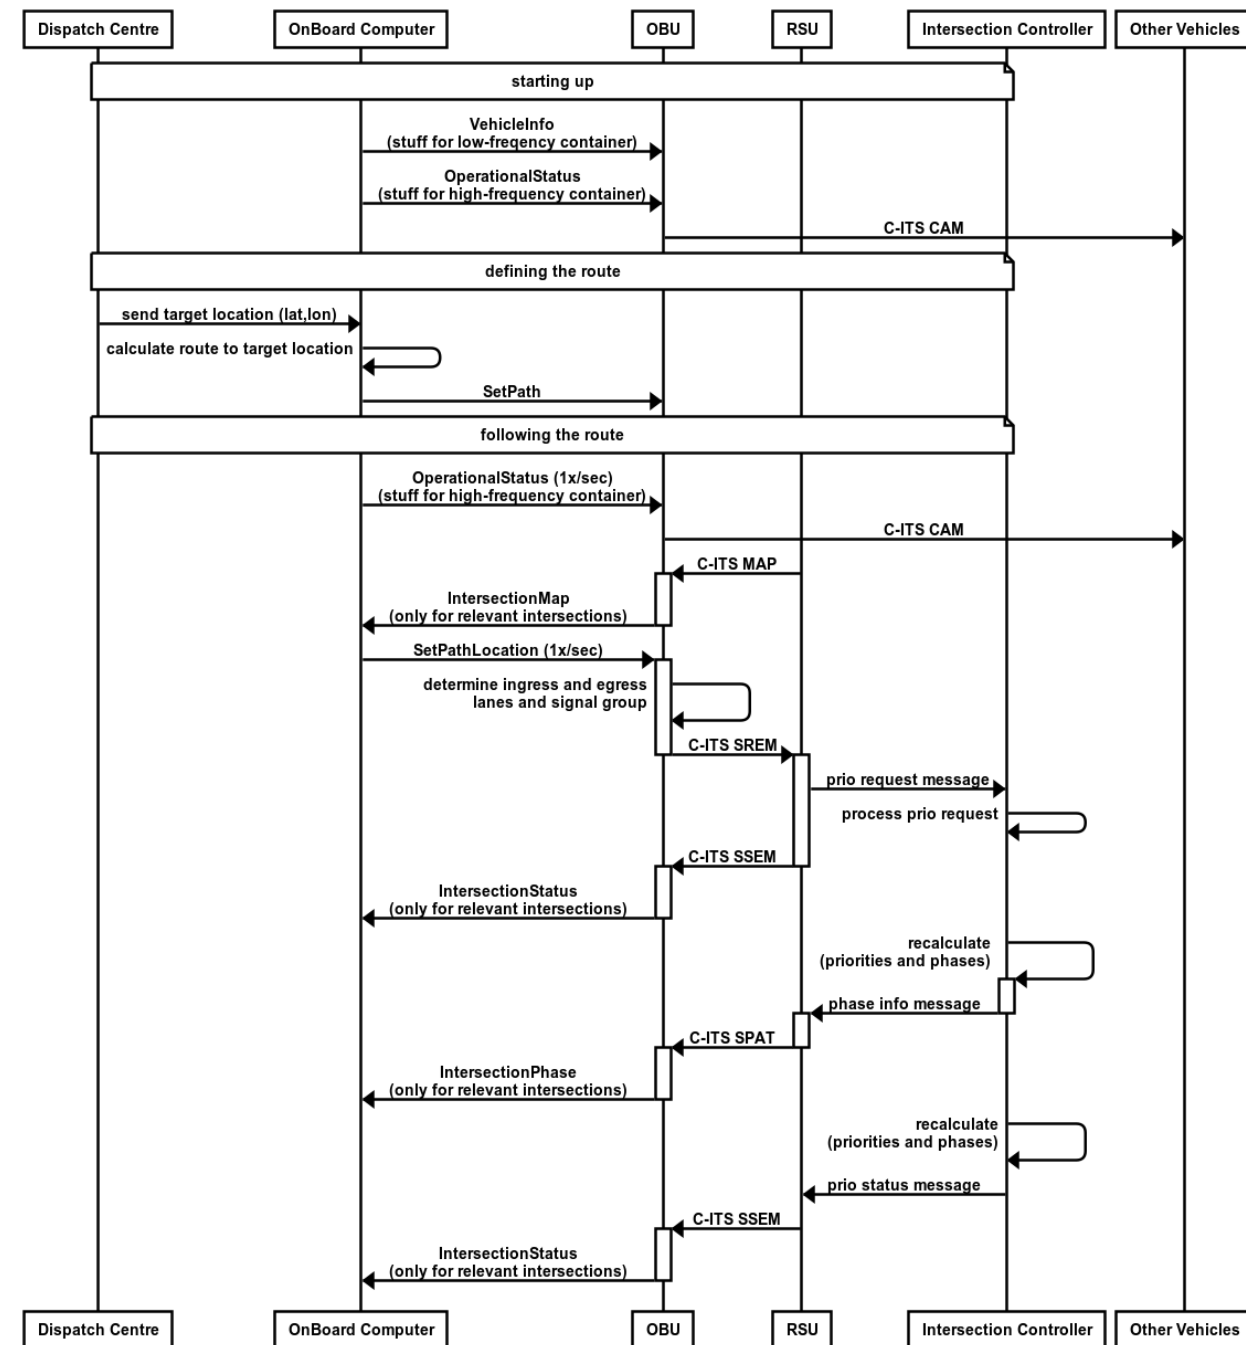 Dispatch Centre
OnBoard Computer
OBU
RSU
Intersection Controller
Other Vehicles
starting up
VehicleInfo
(stuff for low-freqency container)
OperationalStatus
(stuff for high-frequency container)
C-ITS CAM
defining the route
send target location (lat,lon)
calculate route to target location
SetPath
following the route
OperationalStatus (1x/sec)
(stuff for high-frequency container)
C-ITS CAM
C-ITS MAP
IntersectionMap
(only for relevant intersections)
SetPathLocation (1x/sec)
determine ingress and egress
lanes and signal group
C-ITS SREM
prio request message
process prio request
C-ITS SSEM
IntersectionStatus
(only for relevant intersections)
recalculate
(priorities and phases)
phase info message
C-ITS SPAT
IntersectionPhase
(only for relevant intersections)
recalculate
(priorities and phases)
prio status message
C-ITS SSEM
IntersectionStatus
(only for relevant intersections)
Dispatch Centre
OnBoard Computer
OBU
RSU
Intersection Controller
Other Vehicles